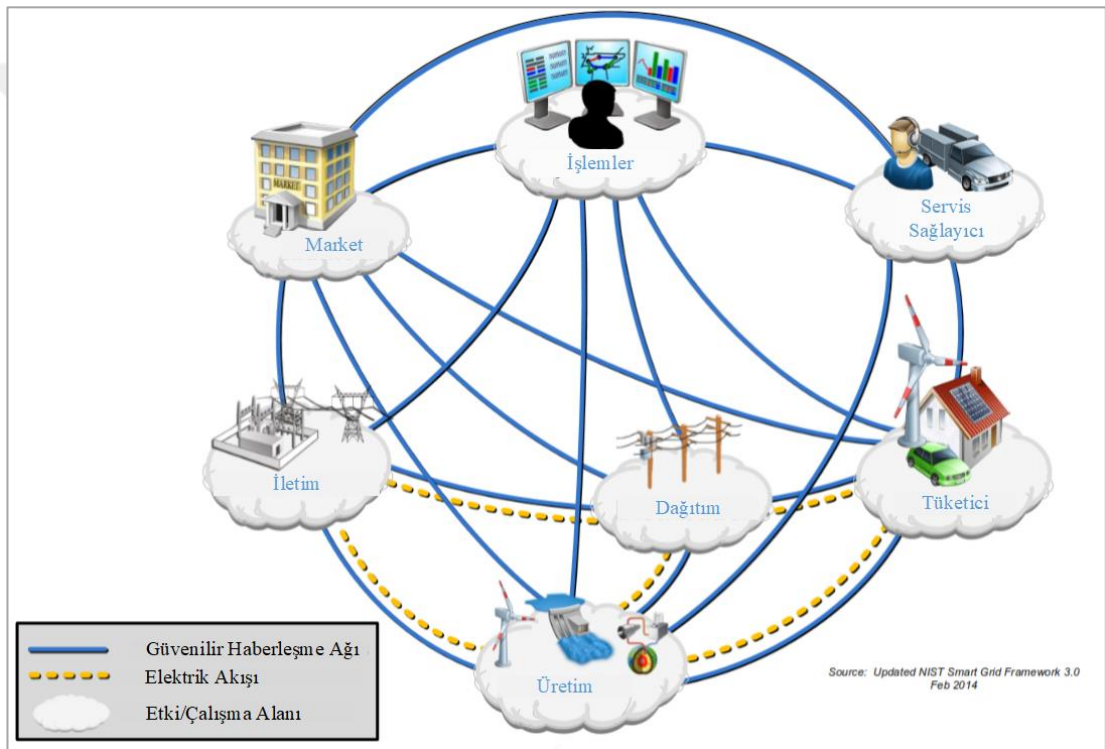 İşlemler
MARKET
Market
Servis
Sağlayıcı
İletim
Dağıtım
Tüketici
Üretim
Güvenilir Haberleşme Ağı
Elektrik Akışı
Etki/Çalışma Alanı
Source: Updated NIST Smart Grid Framework 3.0
Feb 2014